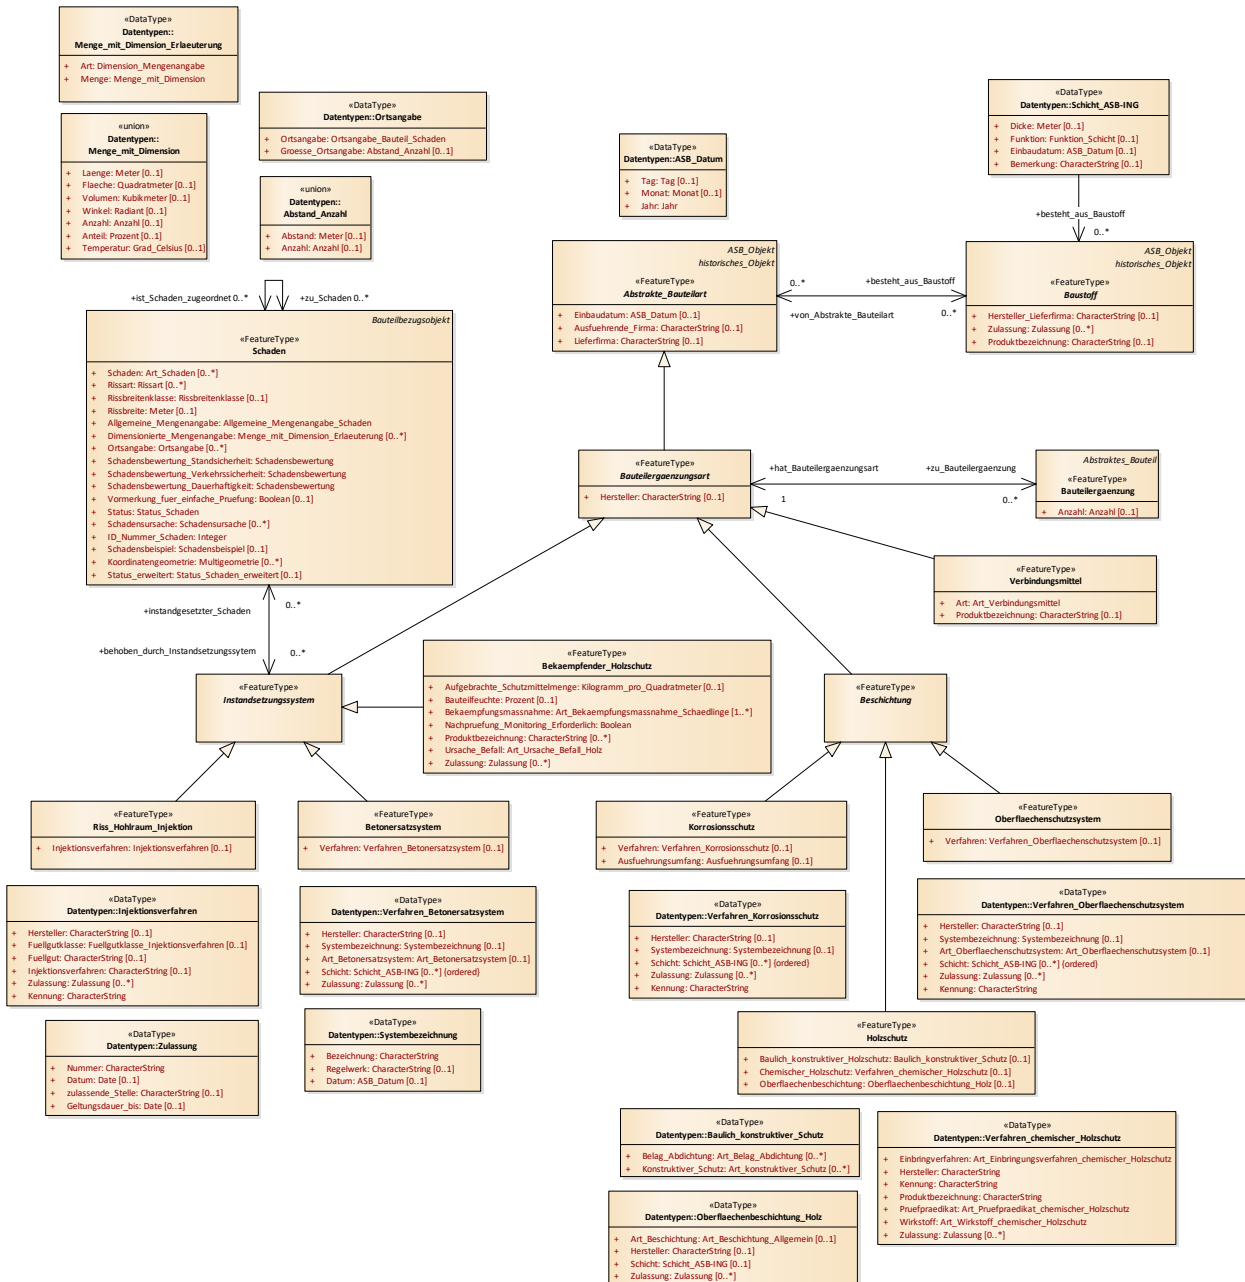 «DataType»
Datentypen::
Menge_mit_Dimension_Erlaeuterung
+ Art: Dimension_Mengenangabe
+ Menge: Menge_mit_Dimension
«union»
Datentypen::
Menge_mit_Dimension
+ Laenge: Meter [0..1]
+ Flaeche: Quadratmeter [0..1]
+ Volumen: Kubikmeter [0..1]
+ Winkel: Radiant [0..1]
+ Anzahl: Anzahl [0..1]
+ Anteil: Prozent [0..1]
+ Temperatur: Grad_Celsius [0..1]
«DataType»
Datentypen::Ortsangabe
+ Ortsangabe: Ortsangabe_Bauteil_Schaden
+ Groesse_Ortsangabe: Abstand_Anzahl [0..1]
«union»
Datentypen::
Abstand_Anzahl
+ Abstand: Meter [0..1]
+ Anzahl: Anzahl [0..1]
«DataType»
Datentypen::ASB_Datum
+ Tag: Tag [0..1]
+ Monat: Monat [0..1]
+ Jahr: Jahr
«DataType»
Datentypen::Schicht_ASB-ING
+ Dicke: Meter [0..1]
+ Funktion: Funktion_Schicht [0..1]
+ Einbaudatum: ASB_Datum [0..1]
+ Bemerkung: CharacterString [0..1]
+besteht_aus_Baustoff
0..*
ASB_Objekt
historisches_Objekt
«FeatureType»
Abstrakte_Bauteilart
+ Einbaudatum: ASB_Datum [0..1]
+ Ausfuehrende_Firma: CharacterString [0..1]
+ Lieferfirma: CharacterString [0..1]
0..*
+besteht_aus_Baustoff
+von_Abstrakte_Bauteilart
0..*
ASB_Objekt
historisches_Objekt
«FeatureType»
Baustoff
+ Hersteller_Lieferfirma: CharacterString [0..1]
+ Zulassung: Zulassung [0..*]
+ Produktbezeichnung: CharacterString [0..1]
+ist_Schaden_zugeordnet 0..*
+zu_Schaden 0..*
Bauteilbezugsobjekt
«FeatureType»
Schaden
+ Schaden: Art_Schaden [0..*]
+ Rissart: Rissart [0..*]
+ Rissbreitenklasse: Rissbreitenklasse [0..1]
+ Rissbreite: Meter [0..1]
+ Allgemeine_Mengenangabe: Allgemeine_Mengenangabe_Schaden
+ Dimensionierte_Mengenangabe: Menge_mit_Dimension_Erlaeuterung [0..*]
+ Ortsangabe: Ortsangabe [0..*]
+ Schadensbewertung_Standsicherheit: Schadensbewertung
+ Schadensbewertung_Verkehrssicherheit: Schadensbewertung
+ Schadensbewertung_Dauerhaftigkeit: Schadensbewertung
+ Vormerkung_fuer_einfache_Pruefung: Boolean [0..1]
+ Status: Status_Schaden
+ Schadensursache: Schadensursache [0..*]
+ ID_Nummer_Schaden: Integer
+ Schadensbeispiel: Schadensbeispiel [0..1]
+ Koordinatengeometrie: Multigeometrie [0..*]
+ Status_erweitert: Status_Schaden_erweitert [0..1]
«FeatureType»
Bauteilergaenzungsart
+ Hersteller: CharacterString [0..1]
+hat_Bauteilergaenzungsart
1
+zu_Bauteilergaenzung
0..*
Abstraktes_Bauteil
«FeatureType»
Bauteilergaenzung
+ Anzahl: Anzahl [0..1]
«FeatureType»
Verbindungsmittel
+ Art: Art_Verbindungsmittel
+ Produktbezeichnung: CharacterString [0..1]
+instandgesetzter_Schaden
0..*
+behoben_durch_Instandsetzungssytem
0..*
«FeatureType»
Instandsetzungssystem
«FeatureType»
Bekaempfender_Holzschutz
+ Aufgebrachte_Schutzmittelmenge: Kilogramm_pro_Quadratmeter [0..1]
+ Bauteilfeuchte: Prozent [0..1]
+ Bekaempfungsmassnahme: Art_Bekaempfungsmassnahme_Schaedlinge [1..*]
+ Nachpruefung_Monitoring_Erforderlich: Boolean
+ Produktbezeichnung: CharacterString [0..*]
+ Ursache_Befall: Art_Ursache_Befall_Holz
+ Zulassung: Zulassung [0..*]
«FeatureType»
Beschichtung
«FeatureType»
Riss_Hohlraum_Injektion
+ Injektionsverfahren: Injektionsverfahren [0..1]
«FeatureType»
Betonersatzsystem
+ Verfahren: Verfahren_Betonersatzsystem [0..1]
«FeatureType»
Korrosionsschutz
+ Verfahren: Verfahren_Korrosionsschutz [0..1]
+ Ausfuehrungsumfang: Ausfuehrungsumfang [0..1]
«FeatureType»
Oberflaechenschutzsystem
+ Verfahren: Verfahren_Oberflaechenschutzsystem [0..1]
«DataType»
Datentypen::Injektionsverfahren
+ Hersteller: CharacterString [0..1]
+ Fuellgutklasse: Fuellgutklasse_Injektionsverfahren [0..1]
+ Fuellgut: CharacterString [0..1]
+ Injektionsverfahren: CharacterString [0..1]
+ Zulassung: Zulassung [0..*]
+ Kennung: CharacterString
«DataType»
Datentypen::Verfahren_Betonersatzsystem
+ Hersteller: CharacterString [0..1]
+ Systembezeichnung: Systembezeichnung [0..1]
+ Art_Betonersatzsystem: Art_Betonersatzsystem [0..1]
+ Schicht: Schicht_ASB-ING [0..*] {ordered}
+ Zulassung: Zulassung [0..*]
«DataType»
Datentypen::Verfahren_Korrosionsschutz
+ Hersteller: CharacterString [0..1]
+ Systembezeichnung: Systembezeichnung [0..1]
+ Schicht: Schicht_ASB-ING [0..*] {ordered}
+ Zulassung: Zulassung [0..*]
+ Kennung: CharacterString
«DataType»
Datentypen::Verfahren_Oberflaechenschutzsystem
+ Hersteller: CharacterString [0..1]
+ Systembezeichnung: Systembezeichnung [0..1]
+ Art_Oberflaechenschutzsystem: Art_Oberflaechenschutzsystem [0..1]
+ Schicht: Schicht_ASB-ING [0..*] {ordered}
+ Zulassung: Zulassung [0..*]
+ Kennung: CharacterString
«DataType»
Datentypen::Zulassung
+ Nummer: CharacterString
+ Datum: Date [0..1]
+ zulassende_Stelle: CharacterString [0..1]
+ Geltungsdauer_bis: Date [0..1]
«DataType»
Datentypen::Systembezeichnung
+ Bezeichnung: CharacterString
+ Regelwerk: CharacterString [0..1]
+ Datum: ASB_Datum [0..1]
«FeatureType»
Holzschutz
+ Baulich_konstruktiver_Holzschutz: Baulich_konstruktiver_Schutz [0..1]
+ Chemischer_Holzschutz: Verfahren_chemischer_Holzschutz [0..1]
+ Oberflaechenbeschichtung: Oberflaechenbeschichtung_Holz [0..1]
«DataType»
Datentypen::Baulich_konstruktiver_Schutz
+ Belag_Abdichtung: Art_Belag_Abdichtung [0..*]
+ Konstruktiver_Schutz: Art_konstruktiver_Schutz [0..*]
«DataType»
Datentypen::Verfahren_chemischer_Holzschutz
+ Einbringverfahren: Art_Einbringungsverfahren_chemischer_Holzschutz
+ Hersteller: CharacterString
+ Kennung: CharacterString
+ Produktbezeichnung: CharacterString
+ Pruefpraedikat: Art_Pruefpraedikat_chemischer_Holzschutz
+ Wirkstoff: Art_Wirkstoff_chemischer_Holzschutz
+ Zulassung: Zulassung [0..*]
«DataType»
Datentypen::Oberflaechenbeschichtung_Holz
+ Art_Beschichtung: Art_Beschichtung_Allgemein [0..1]
+ Hersteller: CharacterString [0..1]
+ Schicht: Schicht_ASB-ING [0..1]
+ Zulassung: Zulassung [0..*]